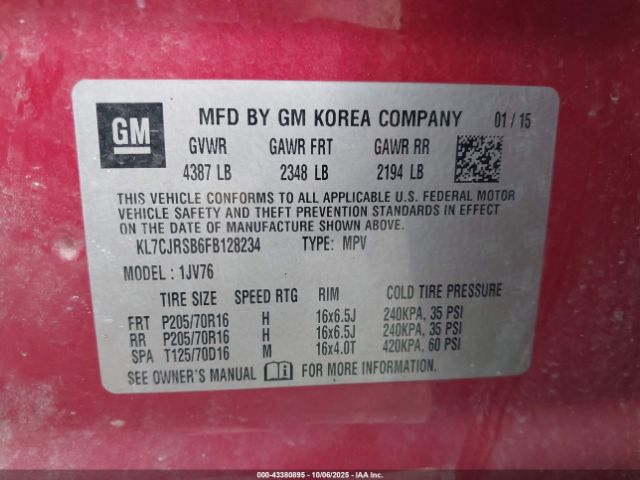 GM
MFD BY GM KOREA COMPANY 01 / 15
GVWR GAWR FRT GAWR RR
4387 LB 2348 LB 2194 LB
THIS VEHICLE CONFORMS TO ALL APPLICABLE U.S. FEDERAL MOTOR
VEHICLE SAFETY AND THEFT PREVENTION STANDARDS IN EFFECT
ON THE DATE OF MANUFACTURE SHOWN ABOVE.
KL7CJRSB6FB128234 TYPE: MPV
MODEL : 1JV76
TIRE SIZE SPEED RTG RIM COLD TIRE PRESSURE
FRT P205/70R16 H 16x6.5J 240KPA, 35 PSI
RR P205/70R16 H 16x6.5J 240KPA, 35 PSI
SPA T125/70D16 M 16x4.0T 420KPA, 60 PSI
SEE OWNER'S MANUAL FOR MORE INFORMATION.
000-43380895 - 10/06/2025 - IAA Inc.